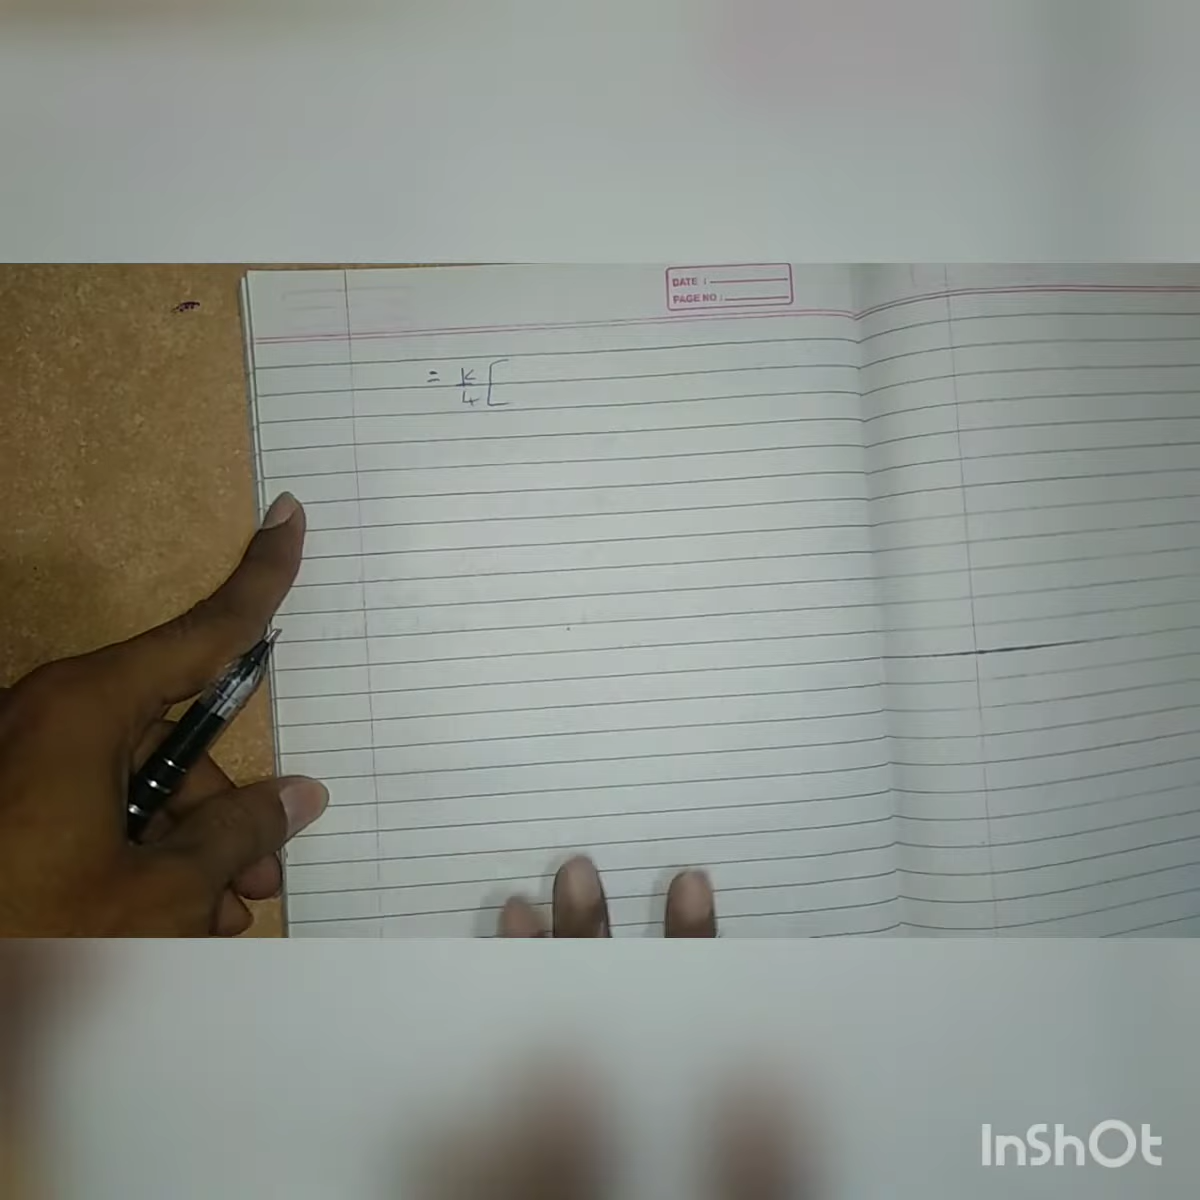 DATE :
PAGE NO :
= K/4 [
InShOt